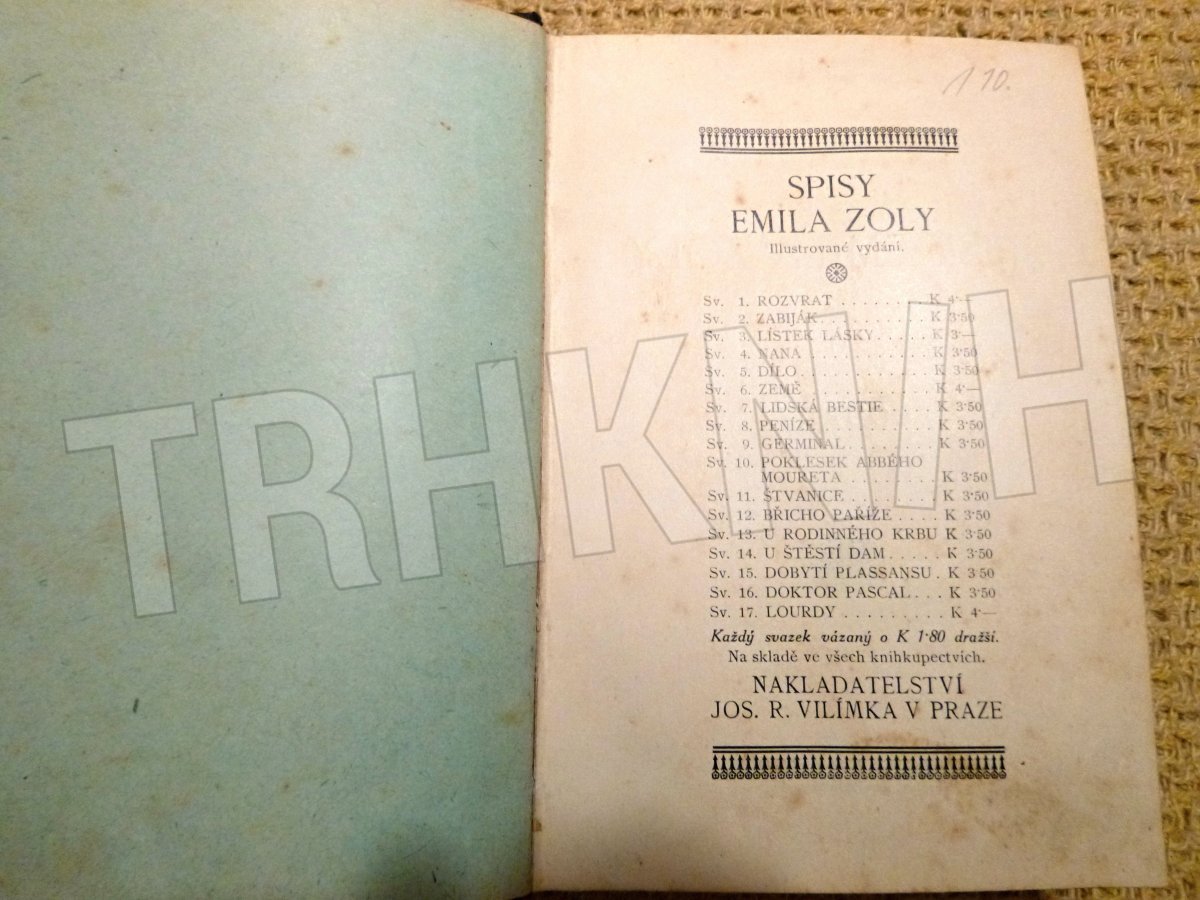 1 10.
SPISY
EMILA ZOLY
Illustrované vydání.
Sv. 1. ROZVRAT . . . . . . . . K 4·—
Sv. 2. ZABIJÁK . . . . . . . . . K 3·50
Sv. 3. LÍSTEK LÁSKY . . . . . K 3·—
Sv. 4. NANA . . . . . . . . . . K 3·50
Sv. 5. DÍLO . . . . . . . . . . . K 3·50
Sv. 6. ZEMĚ . . . . . . . . . . K 4·—
Sv. 7. LIDSKÁ BESTIE . . . . K 3·50
Sv. 8. PENÍZE . . . . . . . . . K 3·50
Sv. 9. GERMINAL . . . . . . . K 3·50
Sv. 10. POKLESEK ABBÉHO
MOURETA . . . . . . . . K 3·50
Sv. 11. ŠTVANICE . . . . . . . K 3·50
Sv. 12. BŘICHO PAŘÍŽE . . . . K 3·50
Sv. 13. U RODINNÉHO KRBU K 3·50
Sv. 14. U ŠTĚSTÍ DAM . . . . . K 3·50
Sv. 15. DOBYTÍ PLASSANSU . K 3·50
Sv. 16. DOKTOR PASCAL . . . K 3·50
Sv. 17. LOURDY . . . . . . . . . K 4·—
Každý svazek vázaný o K 1·80 dražší.
Na skladě ve všech knihkupectvích.
NAKLADATELSTVÍ
JOS. R. VILÍMKA V PRAZE
TRHKNIH